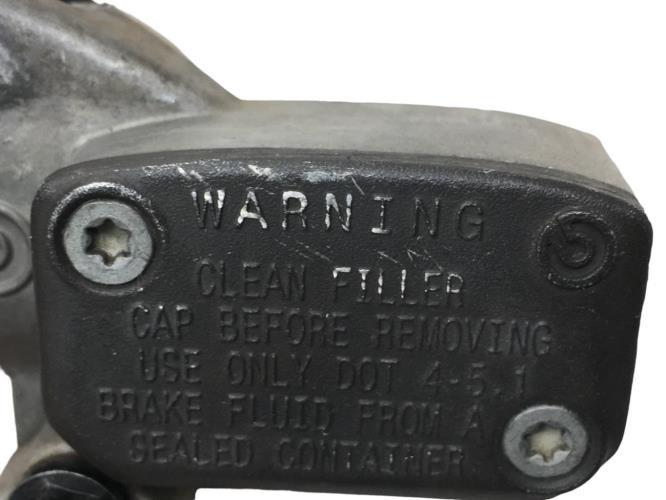 WARNING
CLEAN FILLER
CAP BEFORE REMOVING
USE ONLY DOT 4-5.1
BRAKE FLUID FROM A
SEALED CONTAINER